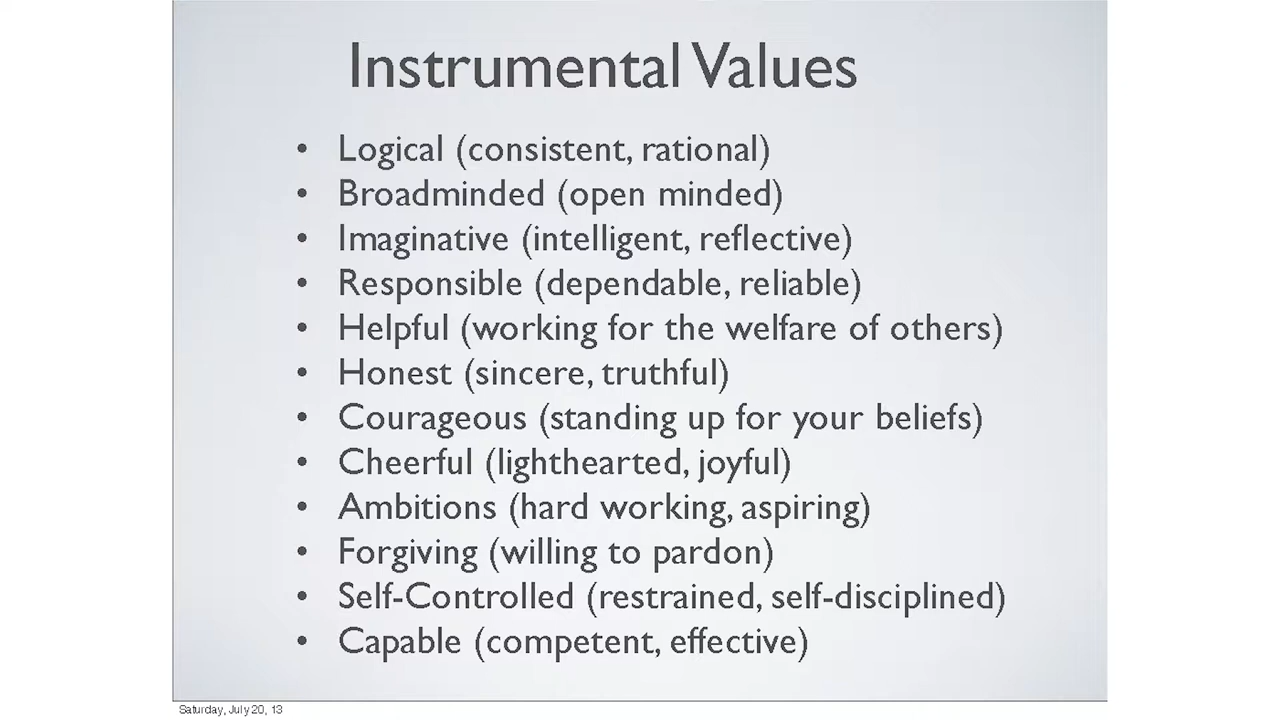 Instrumental Values
• Logical (consistent, rational)
• Broadminded (open minded)
• Imaginative (intelligent, reflective)
• Responsible (dependable, reliable)
• Helpful (working for the welfare of others)
• Honest (sincere, truthful)
• Courageous (standing up for your beliefs)
• Cheerful (lighthearted, joyful)
• Ambitions (hard working, aspiring)
• Forgiving (willing to pardon)
• Self-Controlled (restrained, self-disciplined)
• Capable (competent, effective)
Saturday, July 20, 13